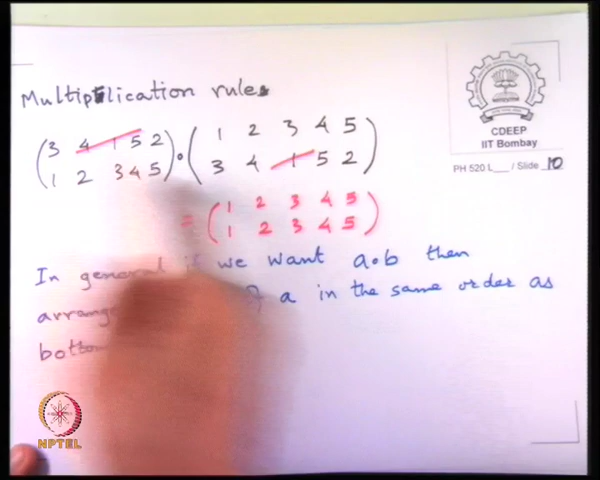 Multiplication rule
(3 4 1 5 2) • (1 2 3 4 5)
(1 2 3 4 5) (3 4 1 5 2)
= (1 2 3 4 5)
(1 2 3 4 5)
In general if we want a•b then
arrange of a in the same order as
bottom
CDEEP
IIT Bombay
PH 520 L___ / Slide 10
NPTEL